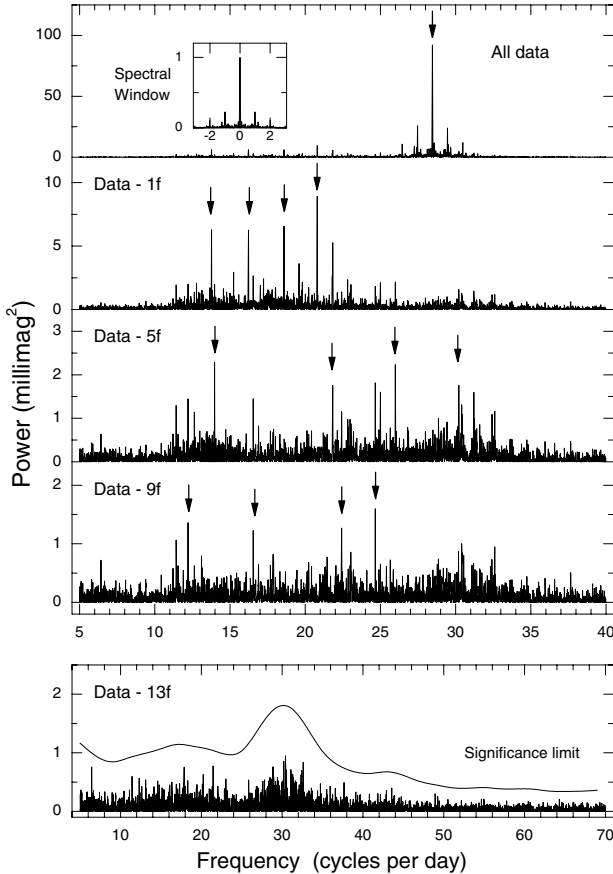 100
75
50
25
0
Spectral
Window
1
0
-2 0 2
All data
10
5
0
Data - 1f
3
2
1
0
Data - 5f
2
1
0
Data - 9f
5 10 15 20 25 30 35 40
Power (millimag²)
2
1
0
Data - 13f
Significance limit
10 20 30 40 50 60 70
Frequency (cycles per day)